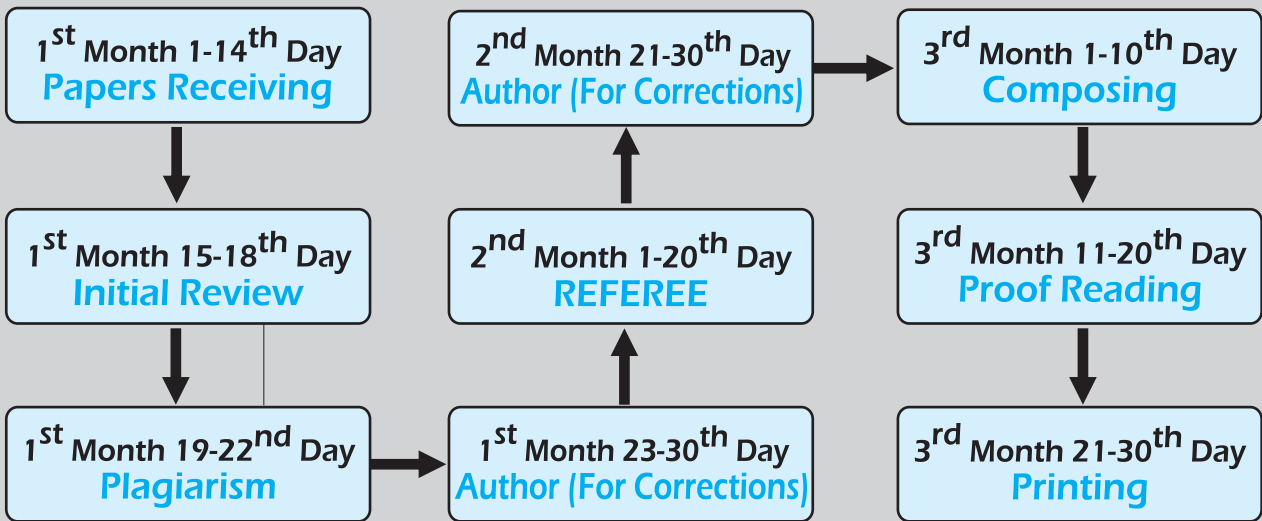 1st Month 1-14th Day
Papers Receiving
1st Month 15-18th Day
Initial Review
1st Month 19-22nd Day
Plagiarism
1st Month 23-30th Day
Author (For Corrections)
2nd Month 1-20th Day
REFEREE
2nd Month 21-30th Day
Author (For Corrections)
3rd Month 1-10th Day
Composing
3rd Month 11-20th Day
Proof Reading
3rd Month 21-30th Day
Printing